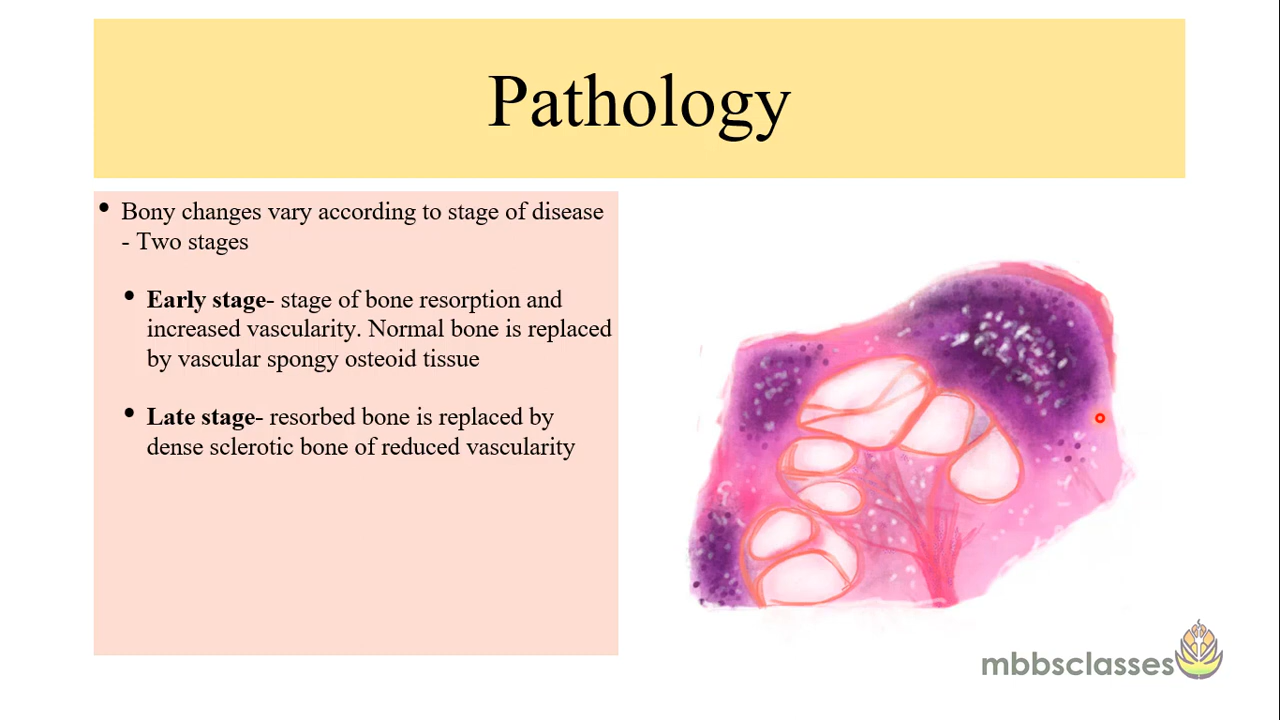 Pathology
• Bony changes vary according to stage of disease
- Two stages
• Early stage- stage of bone resorption and
increased vascularity. Normal bone is replaced
by vascular spongy osteoid tissue
• Late stage- resorbed bone is replaced by
dense sclerotic bone of reduced vascularity
mbbsclasses